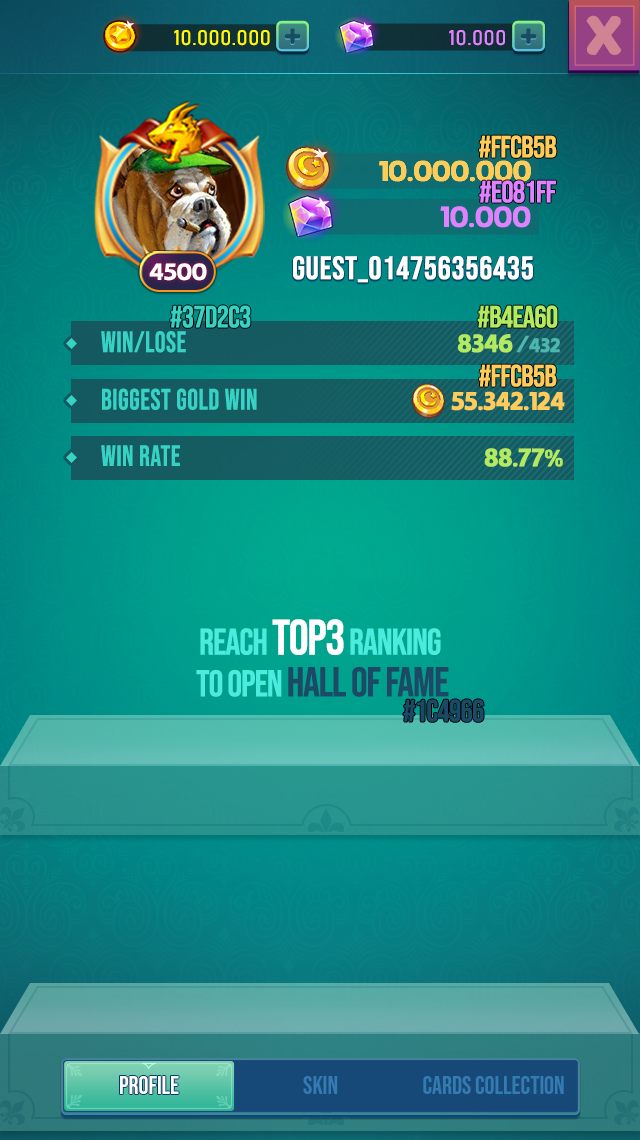 10.000.000 + 10.000 + X
#FFCB5B
10.000.000
#E081FF
10.000
4500
GUEST_014756356435
#37D2C3 #B4EA60
WIN/LOSE 8346 /432
#FFCB5B
BIGGEST GOLD WIN 55.342.124
WIN RATE 88.77%
REACH TOP3 RANKING
TO OPEN HALL OF FAME
#1C4966
PROFILE SKIN CARDS COLLECTION